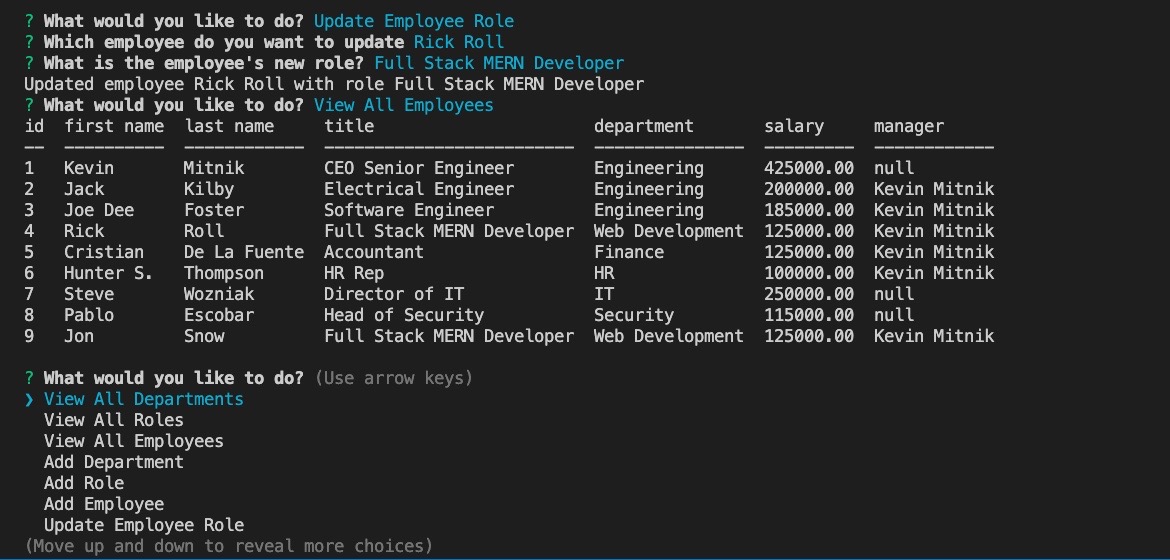 ? What would you like to do? Update Employee Role
? Which employee do you want to update Rick Roll
? What is the employee's new role? Full Stack MERN Developer
Updated employee Rick Roll with role Full Stack MERN Developer
? What would you like to do? View All Employees
id  first name  last name     title                      department       salary     manager
--  ----------  ------------  -------------------------  ---------------  ---------  ------------
1   Kevin       Mitnik        CEO Senior Engineer        Engineering      425000.00  null
2   Jack        Kilby         Electrical Engineer        Engineering      200000.00  Kevin Mitnik
3   Joe Dee     Foster        Software Engineer          Engineering      185000.00  Kevin Mitnik
4   Rick        Roll          Full Stack MERN Developer  Web Development  125000.00  Kevin Mitnik
5   Cristian    De La Fuente  Accountant                 Finance          125000.00  Kevin Mitnik
6   Hunter S.   Thompson      HR Rep                     HR               100000.00  Kevin Mitnik
7   Steve       Wozniak       Director of IT             IT               250000.00  null
8   Pablo       Escobar       Head of Security           Security         115000.00  null
9   Jon         Snow          Full Stack MERN Developer  Web Development  125000.00  Kevin Mitnik
? What would you like to do? (Use arrow keys)
❯ View All Departments
  View All Roles
  View All Employees
  Add Department
  Add Role
  Add Employee
  Update Employee Role
(Move up and down to reveal more choices)